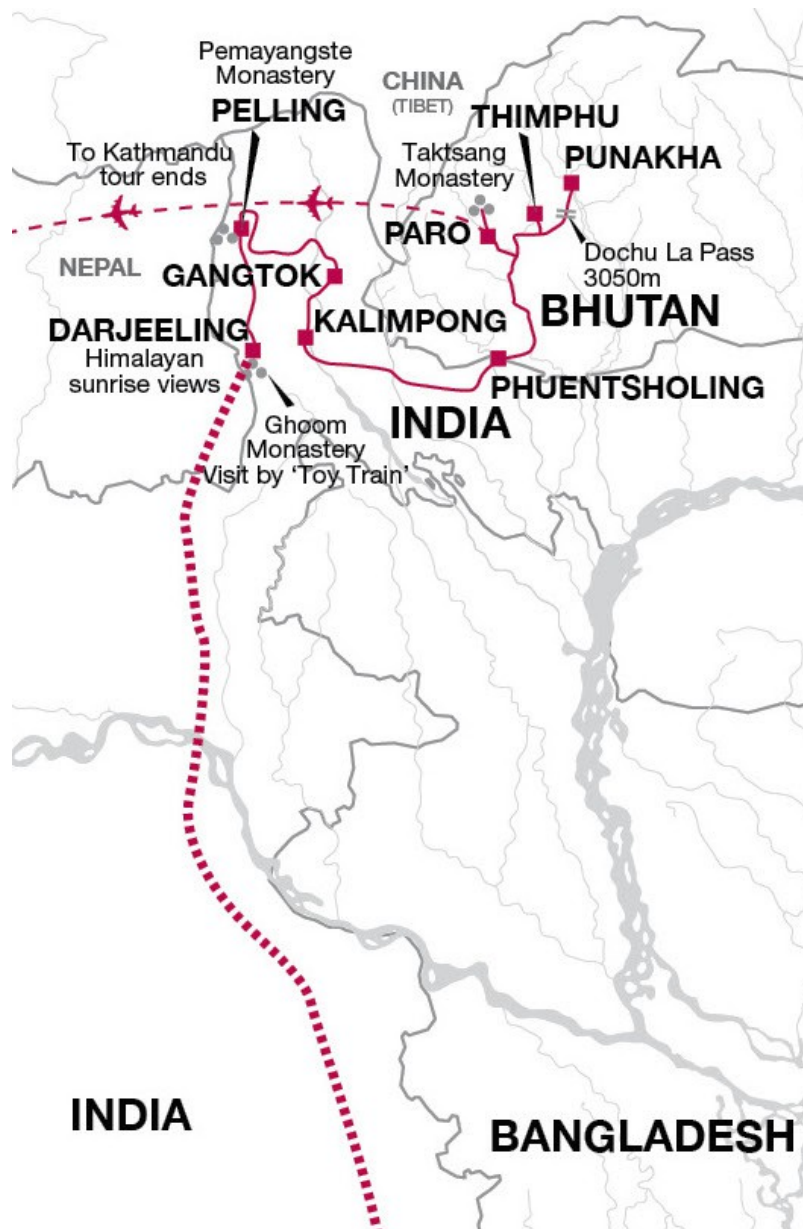 Pemayangste
Monastery
PELLING
CHINA
(TIBET)
THIMPHU
To Kathmandu
tour ends
Taktsang
Monastery
PUNAKHA
PARO
NEPAL
GANGTOK
Dochu La Pass
3050m
DARJEELING
Himalayan
sunrise views
KALIMPONG
BHUTAN
PHUENTSHOLING
INDIA
Ghoom
Monastery
Visit by ‘Toy Train’
INDIA
BANGLADESH